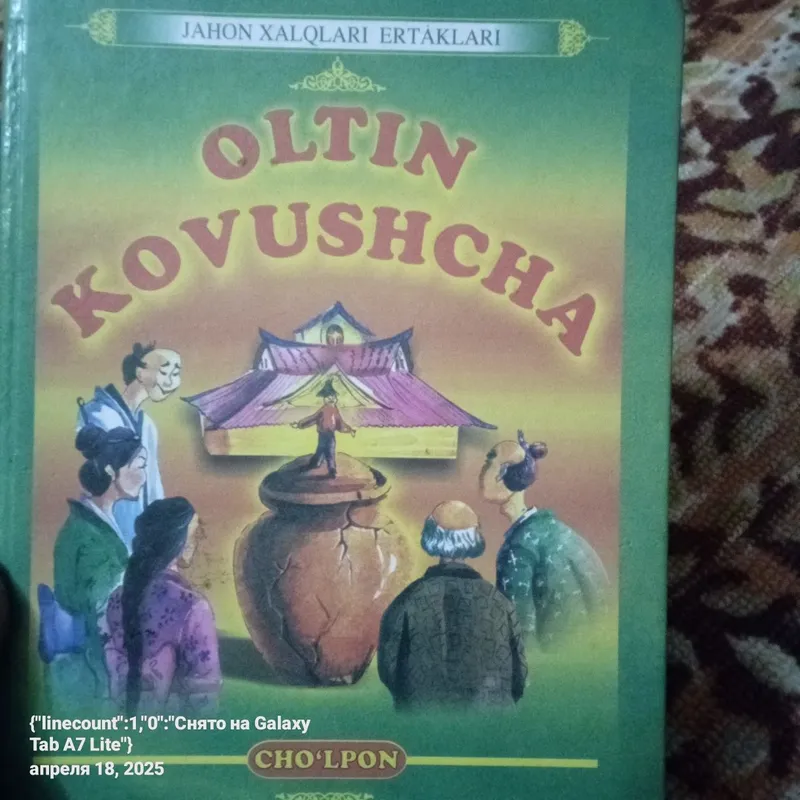 JAHON XALQLARI ERTAKLARI
OLTIN
KOVUSHCHA
CHO‘LPON
{"linecount":1,"0":"Снято на Galaxy
Tab A7 Lite"}
апреля 18, 2025